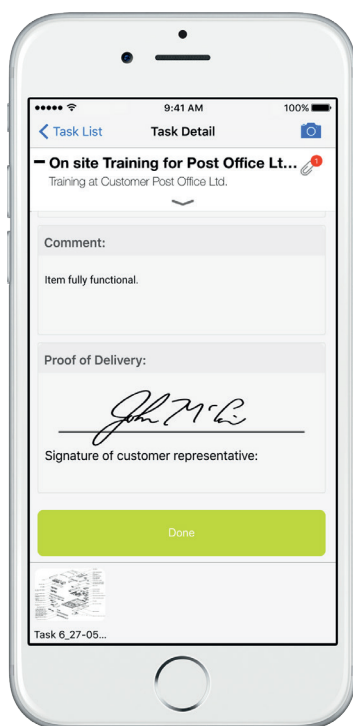 9:41 AM
100%
Task List
Task Detail
On site Training for Post Office Lt...
1
Training at Customer Post Office Ltd.
Comment:
Item fully functional.
Proof of Delivery:
Signature of customer representative:
Done
Task 6_27-05...